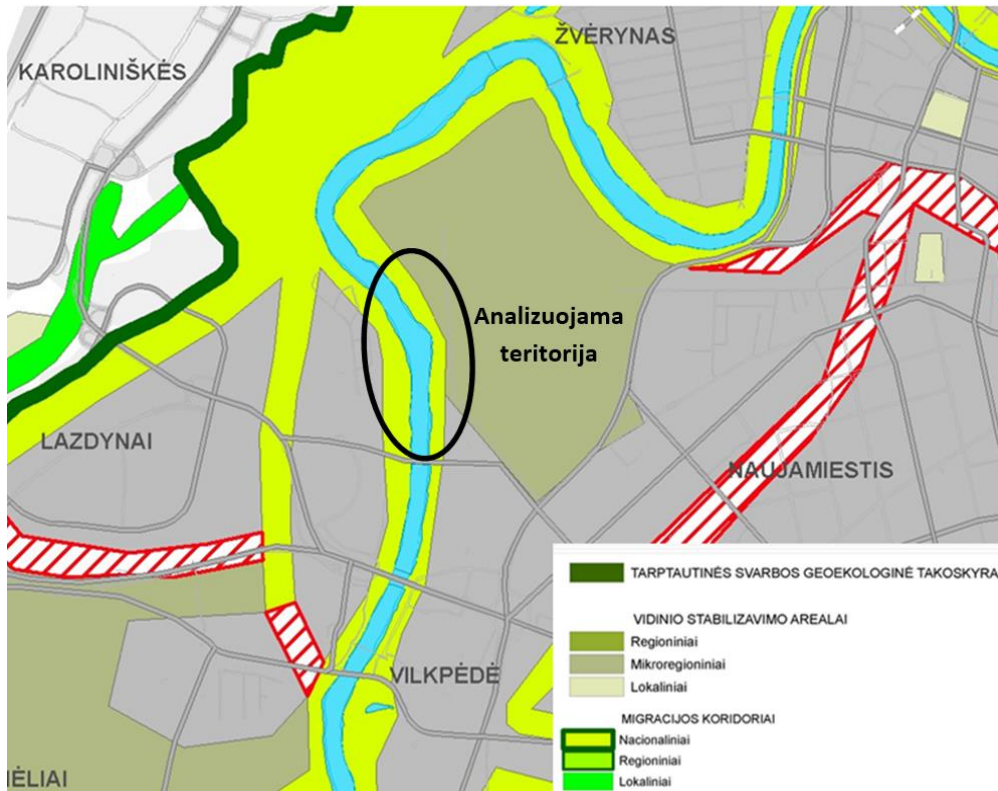 ŽVĖRYNAS
KAROLINIŠKĖS
Analizuojama
teritorija
LAZDYNAI
NAUJAMIESTIS
VILKPĖDĖ
TARPTAUTINĖS SVARBOS GEOEKOLOGINĖ TAKOSKYRA
VIDINIO STABILIZAVIMO AREALAI
Regioniniai
Mikroregioniniai
Lokaliniai
MIGRACIJOS KORIDORIAI
Nacionaliniai
Regioniniai
Lokaliniai